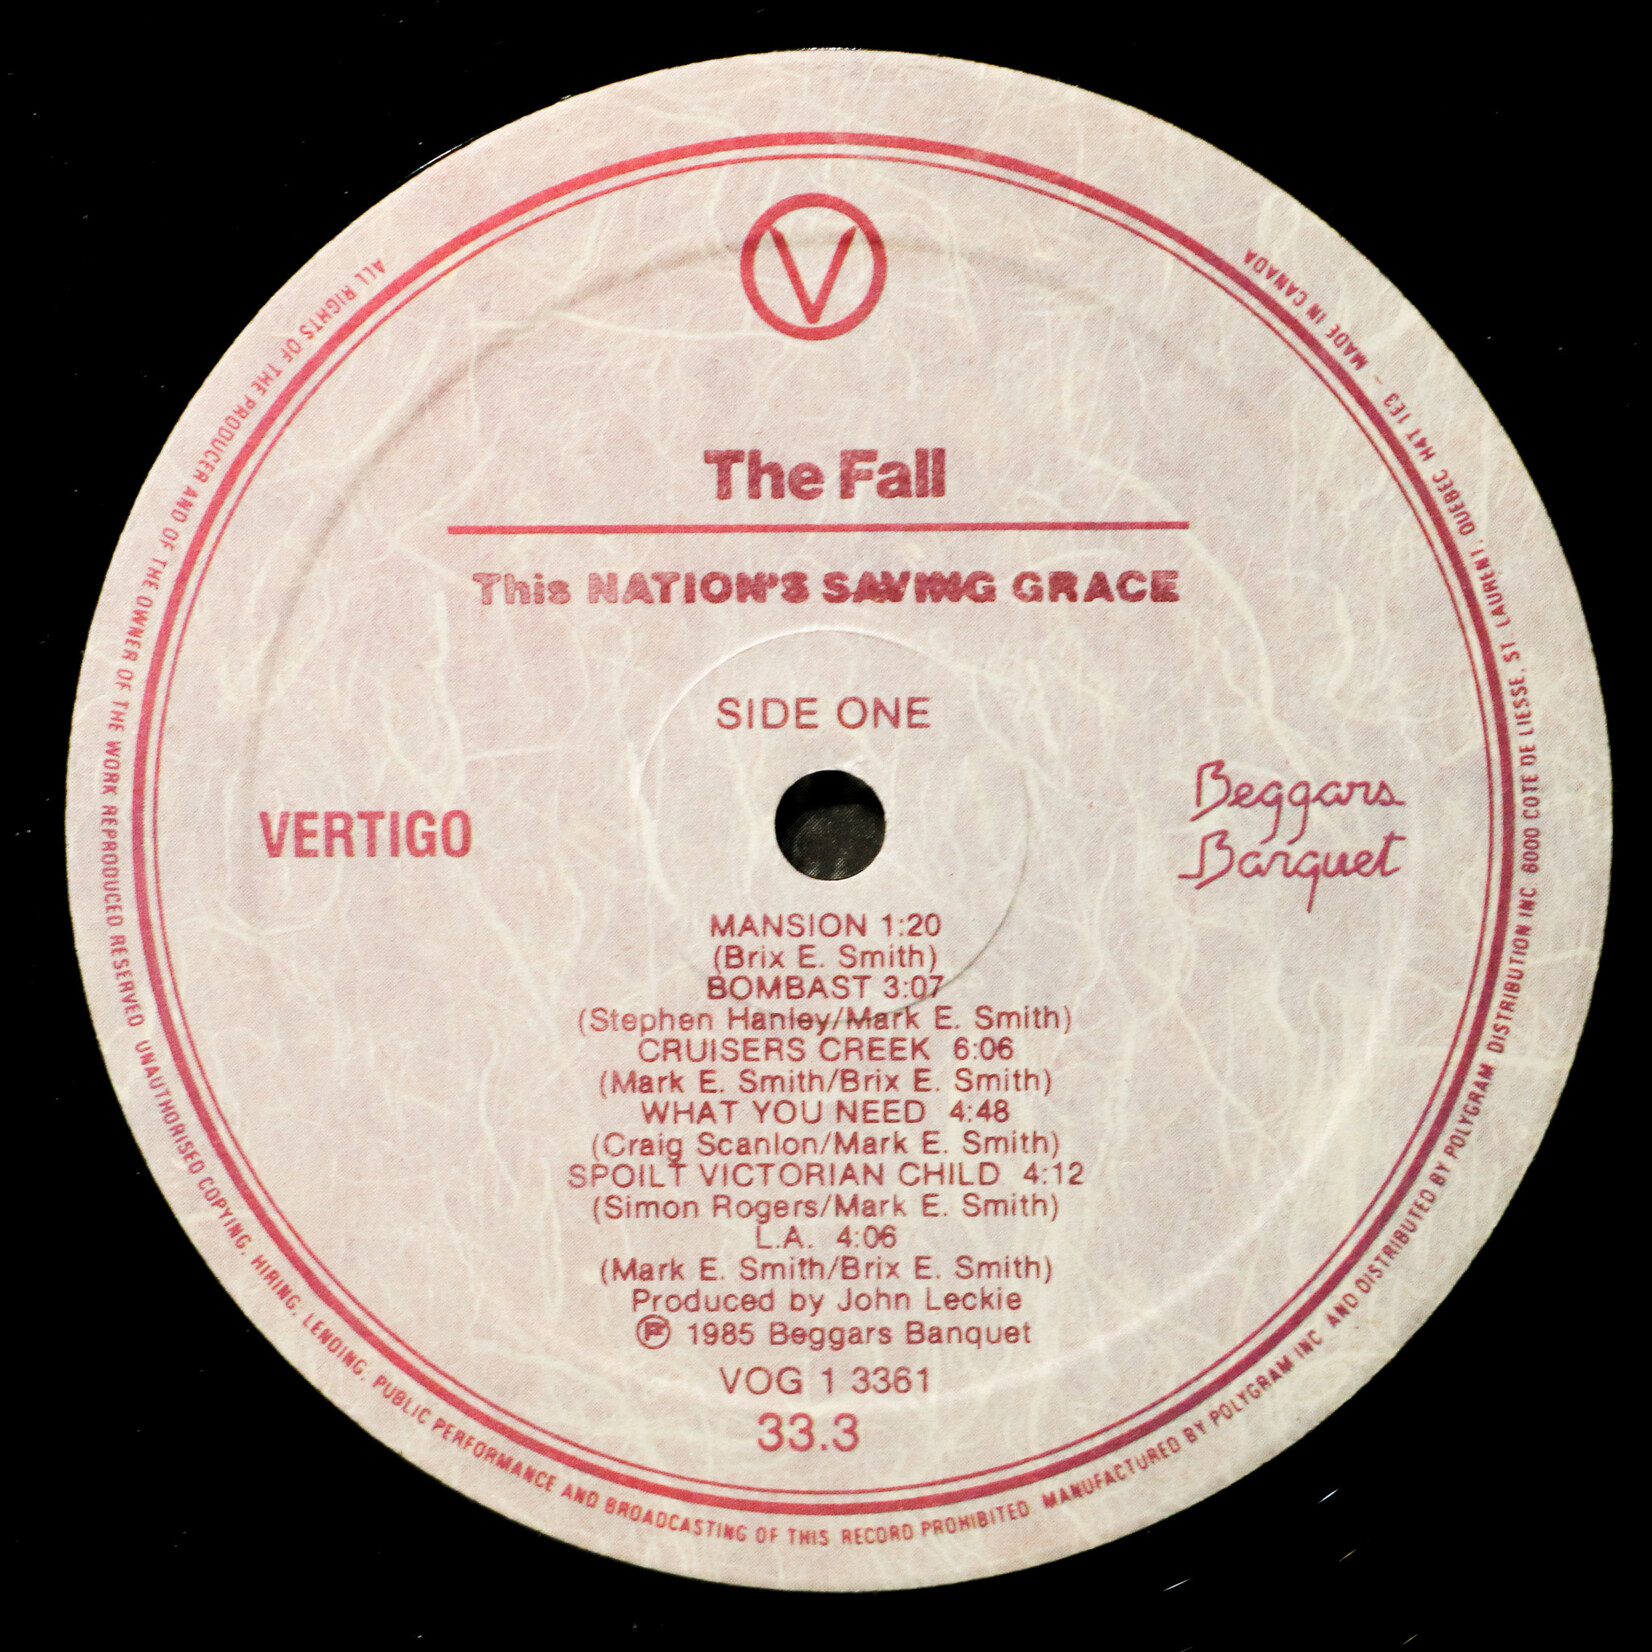 V
The Fall
This NATION'S SAVING GRACE
SIDE ONE
VERTIGO
Beggars
Banquet
MANSION 1:20
(Brix E. Smith)
BOMBAST 3:07
(Stephen Hanley/Mark E. Smith)
CRUISERS CREEK 6:06
(Mark E. Smith/Brix E. Smith)
WHAT YOU NEED 4:48
(Craig Scanlon/Mark E. Smith)
SPOILT VICTORIAN CHILD 4:12
(Simon Rogers/Mark E. Smith)
L.A. 4:06
(Mark E. Smith/Brix E. Smith)
Produced by John Leckie
℗ 1985 Beggars Banquet
VOG 1 3361
33.3
ALL RIGHTS OF THE PRODUCER AND OF THE OWNER OF THE WORK REPRODUCED RESERVED UNAUTHORISED COPYING, HIRING, LENDING, PUBLIC PERFORMANCE AND BROADCASTING OF THIS RECORD PROHIBITED MANUFACTURED BY POLYGRAM INC AND DISTRIBUTED BY POLYGRAM DISTRIBUTION INC 6000 COTE DE LIESSE, ST LAURENT, QUEBEC H4T 1E3 – MADE IN CANADA